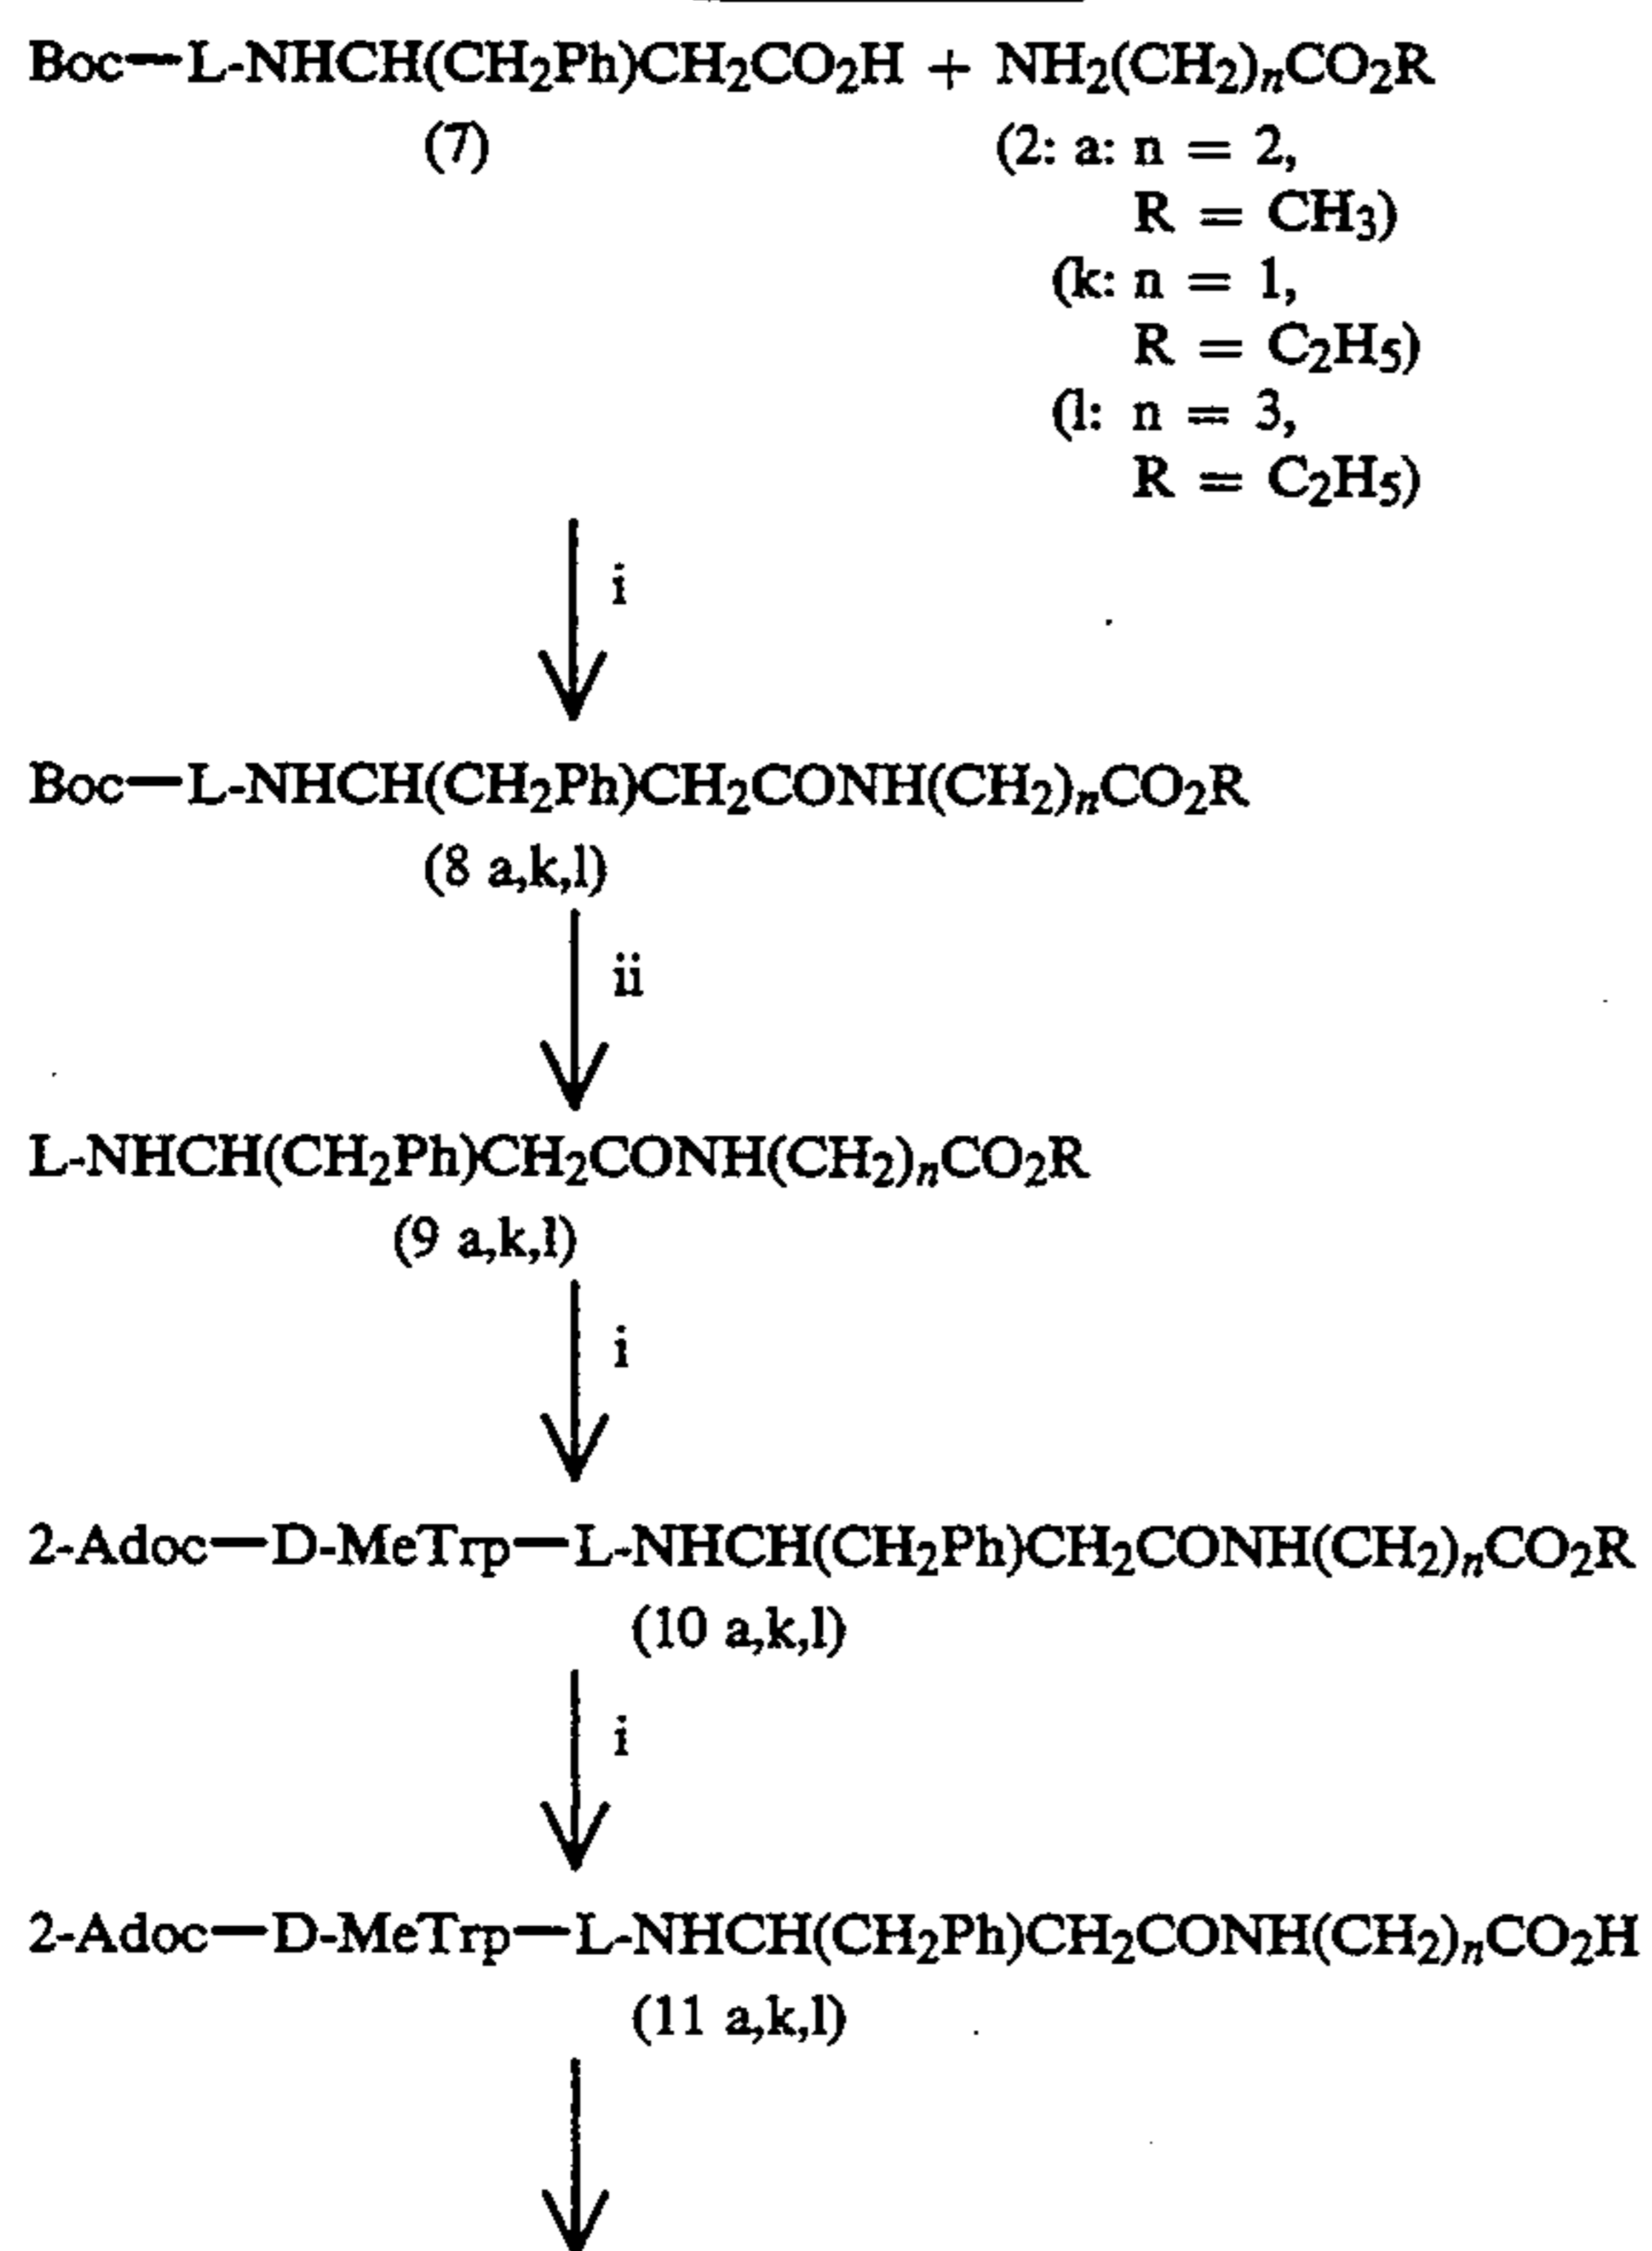 Boc—L-NHCH(CH₂Ph)CH₂CO₂H + NH₂(CH₂)ₙCO₂R
(7)
(2: a: n = 2,
R = CH₃)
(k: n = 1,
R = C₂H₅)
(l: n = 3,
R = C₂H₅)
i
Boc—L-NHCH(CH₂Ph)CH₂CONH(CH₂)ₙCO₂R
(8 a,k,l)
ii
L-NHCH(CH₂Ph)CH₂CONH(CH₂)ₙCO₂R
(9 a,k,l)
i
2-Adoc—D-MeTrp—L-NHCH(CH₂Ph)CH₂CONH(CH₂)ₙCO₂R
(10 a,k,l)
i
2-Adoc—D-MeTrp—L-NHCH(CH₂Ph)CH₂CONH(CH₂)ₙCO₂H
(11 a,k,l)